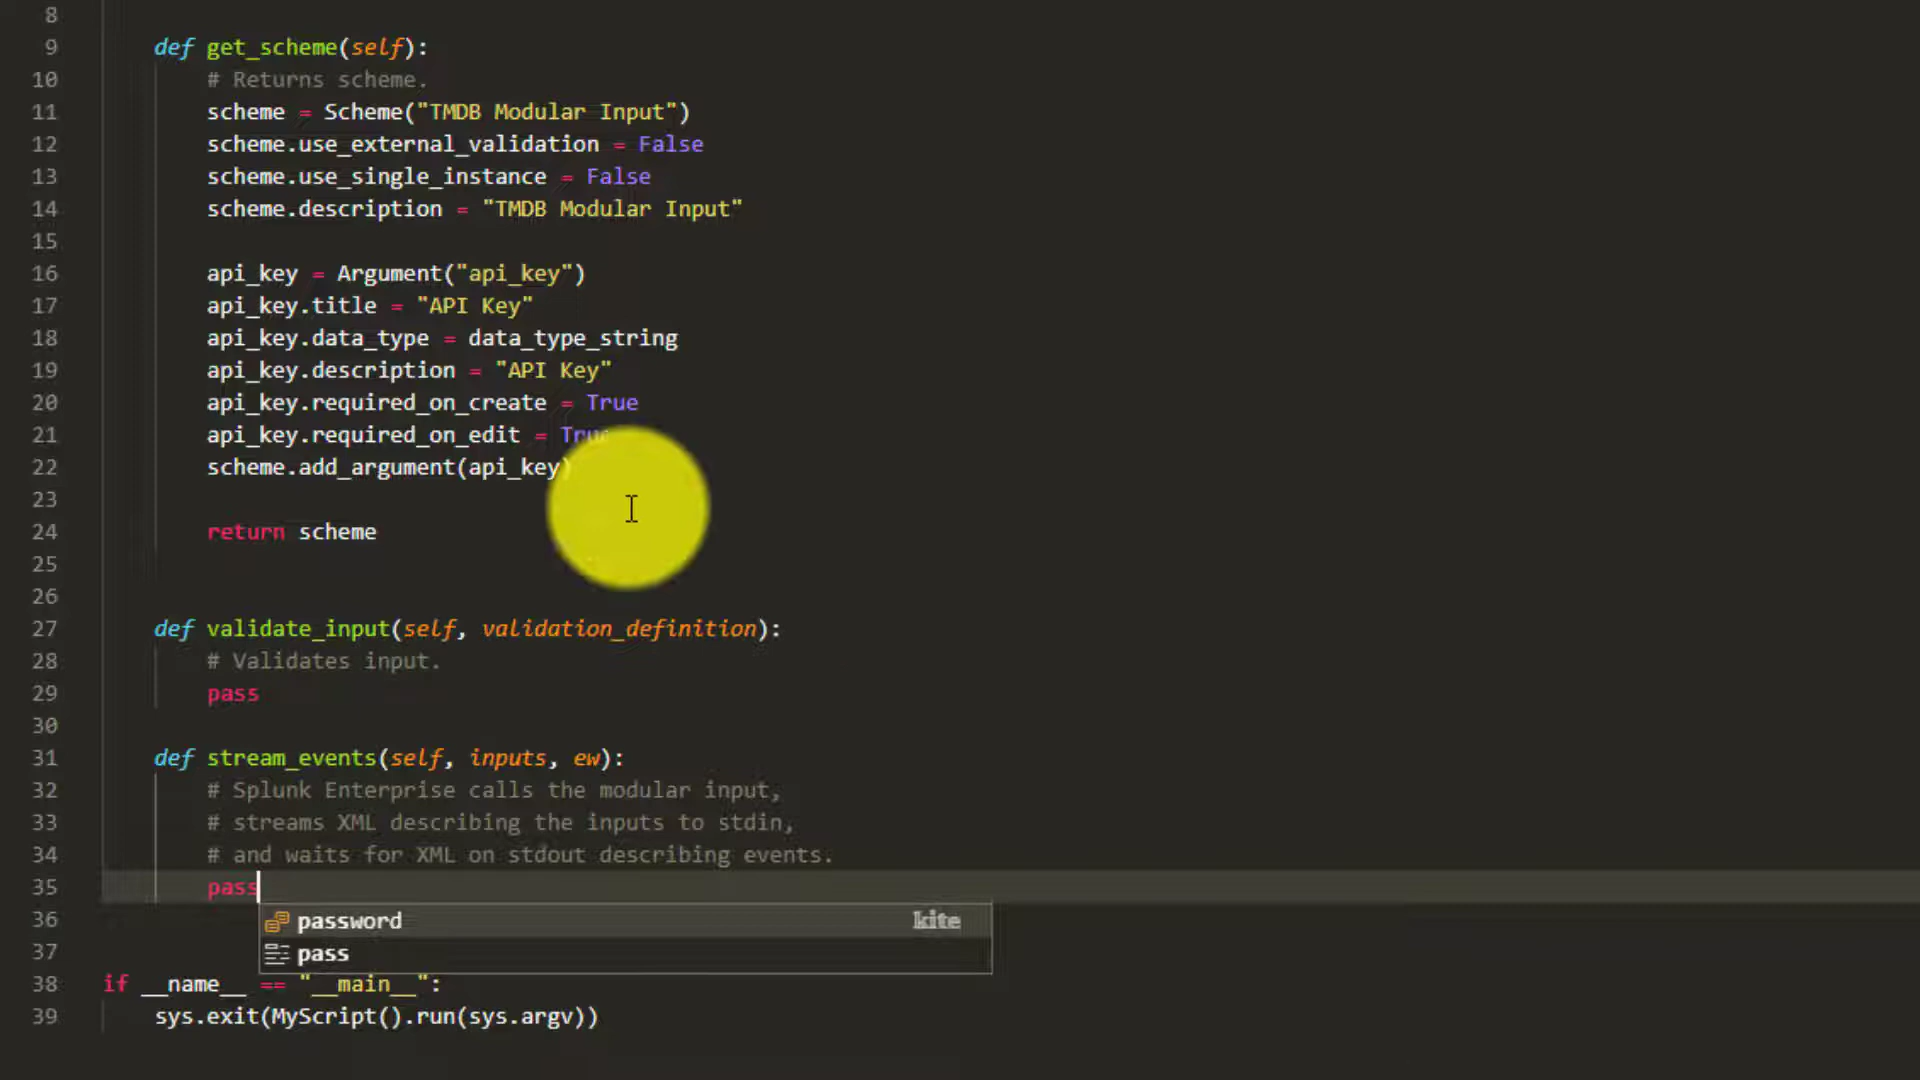 8
9 def get_scheme(self):
10 # Returns scheme.
11 scheme = Scheme("TMDB Modular Input")
12 scheme.use_external_validation = False
13 scheme.use_single_instance = False
14 scheme.description = "TMDB Modular Input"
15
16 api_key = Argument("api_key")
17 api_key.title = "API Key"
18 api_key.data_type = data_type_string
19 api_key.description = "API Key"
20 api_key.required_on_create = True
21 api_key.required_on_edit = True
22 scheme.add_argument(api_key)
23
24 return scheme
25
26
27 def validate_input(self, validation_definition):
28 # Validates input.
29 pass
30
31 def stream_events(self, inputs, ew):
32 # Splunk Enterprise calls the modular input,
33 # streams XML describing the inputs to stdin,
34 # and waits for XML on stdout describing events.
35 pass
36 password kite
37 pass
38 if __name__ == "__main__":
39 sys.exit(MyScript().run(sys.argv))